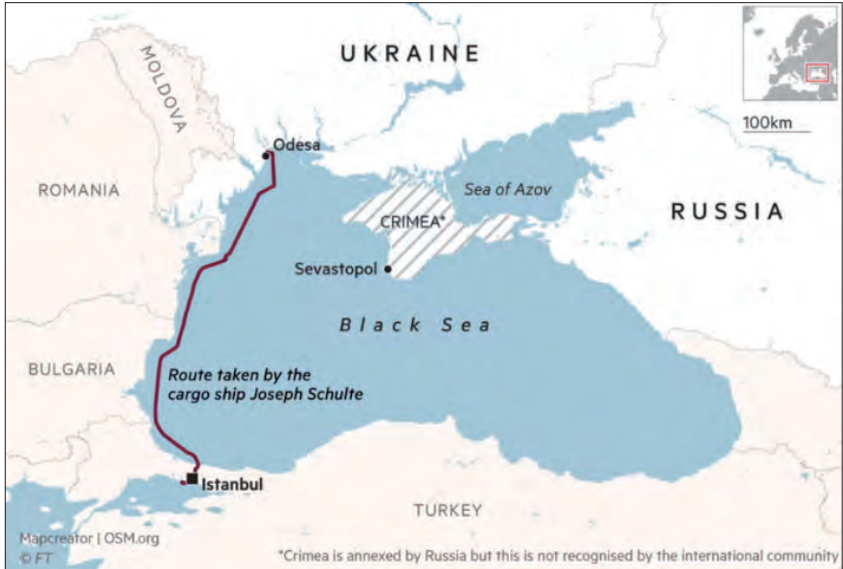 UKRAINE
MOLDOVA
100km
Odesa
ROMANIA
Sea of Azov
RUSSIA
CRIMEA*
Sevastopol
Black Sea
BULGARIA
Route taken by the
cargo ship Joseph Schulte
Istanbul
TURKEY
Mapcreator | OSM.org
© FT
*Crimea is annexed by Russia but this is not recognised by the international community